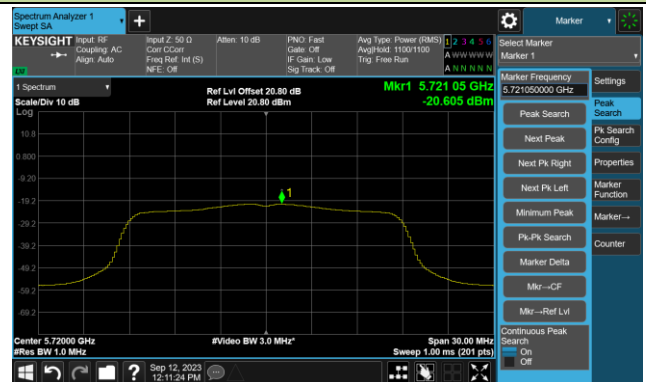 Spectrum Analyzer 1
Swept SA
+
Marker
KEYSIGHT
Input: RF
Coupling: AC
Align: Auto
Input Z: 50 Ω
Corr CCorr
Freq Ref: Int (S)
NFE: Off
Atten: 10 dB
PNO: Fast
Gate: Off
IF Gain: Low
Sig Track: Off
Avg Type: Power (RMS)
Avg|Hold: 1100/1100
Trig: Free Run
1 2 3 4 5 6
A W W W W W
A N N N N N
Select Marker
Marker 1
1 Spectrum
Scale/Div 10 dB
Ref Lvl Offset 20.80 dB
Ref Level 20.80 dBm
Mkr1 5.721 05 GHz
-20.605 dBm
Log
10.8
0.800
-9.20
-19.2
-29.2
-39.2
-49.2
-59.2
-69.2
1
Center 5.72000 GHz
#Res BW 1.0 MHz
#Video BW 3.0 MHz*
Span 30.00 MHz
Sweep 1.00 ms (201 pts)
Marker Frequency
5.721050000 GHz
Peak Search
Next Peak
Next Pk Right
Next Pk Left
Minimum Peak
Pk-Pk Search
Marker Delta
Mkr→CF
Mkr→Ref Lvl
Continuous Peak
Search
On
Off
Settings
Peak
Search
Pk Search
Config
Properties
Marker
Function
Marker→
Counter
?
Sep 12, 2023
12:11:24 PM